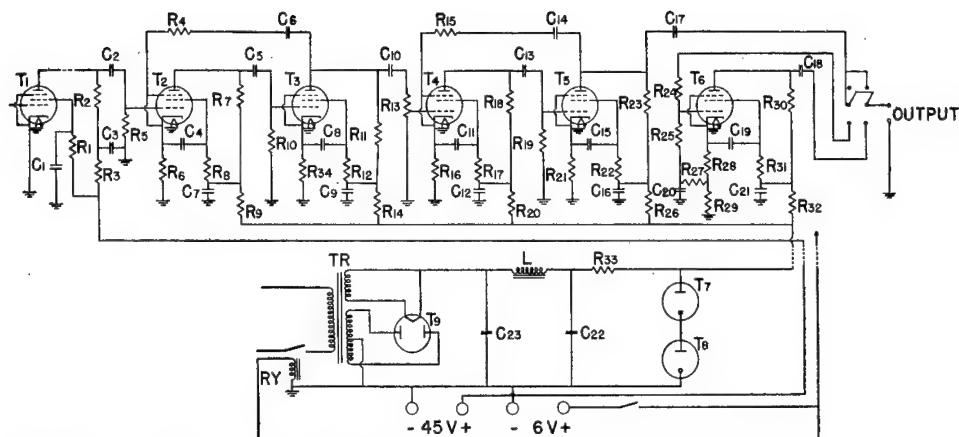 R4 C6 R15 C14 C17
C2 C5 C10 C13 C18
T1 R2 T2 R7 T3 R13 T4 R18 T5 R23 R24 T6 R30
OUTPUT
C1 R1 C3 R5 C4 R10 C8 R11 C11 R19 C15 R25 C19
R3 R6 R8 R34 R12 R16 R17 R21 R22 R27 R28 R31
C7 C9 C12 C16 C20 C21
R9 R14 R20 R26 R29 R32
TR L R33
T9 T7
C23 C22 T8
RY
- 45V+ - 6V+